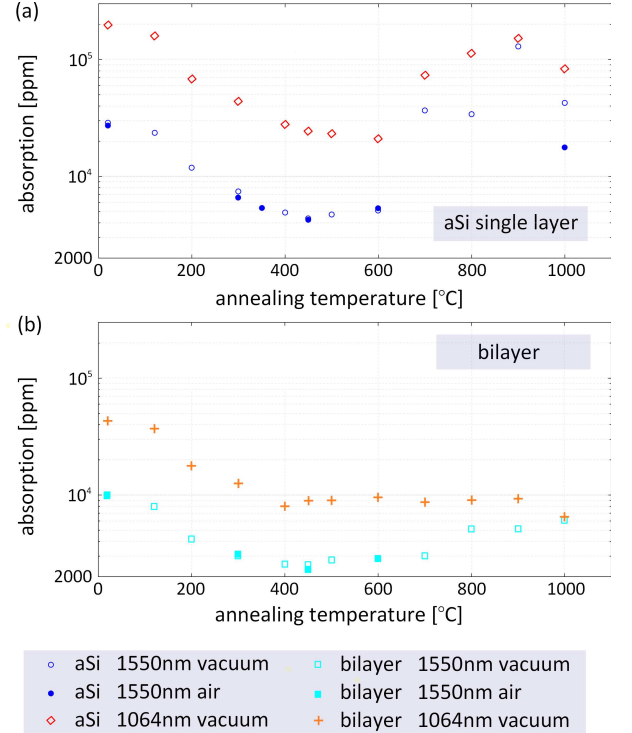 (a)
10^5
10^4
2000
absorption [ppm]
aSi single layer
0 200 400 600 800 1000
annealing temperature [°C]
(b)
bilayer
10^5
10^4
2000
absorption [ppm]
0 200 400 600 800 1000
annealing temperature [°C]
aSi 1550nm vacuum bilayer 1550nm vacuum
aSi 1550nm air bilayer 1550nm air
aSi 1064nm vacuum bilayer 1064nm vacuum